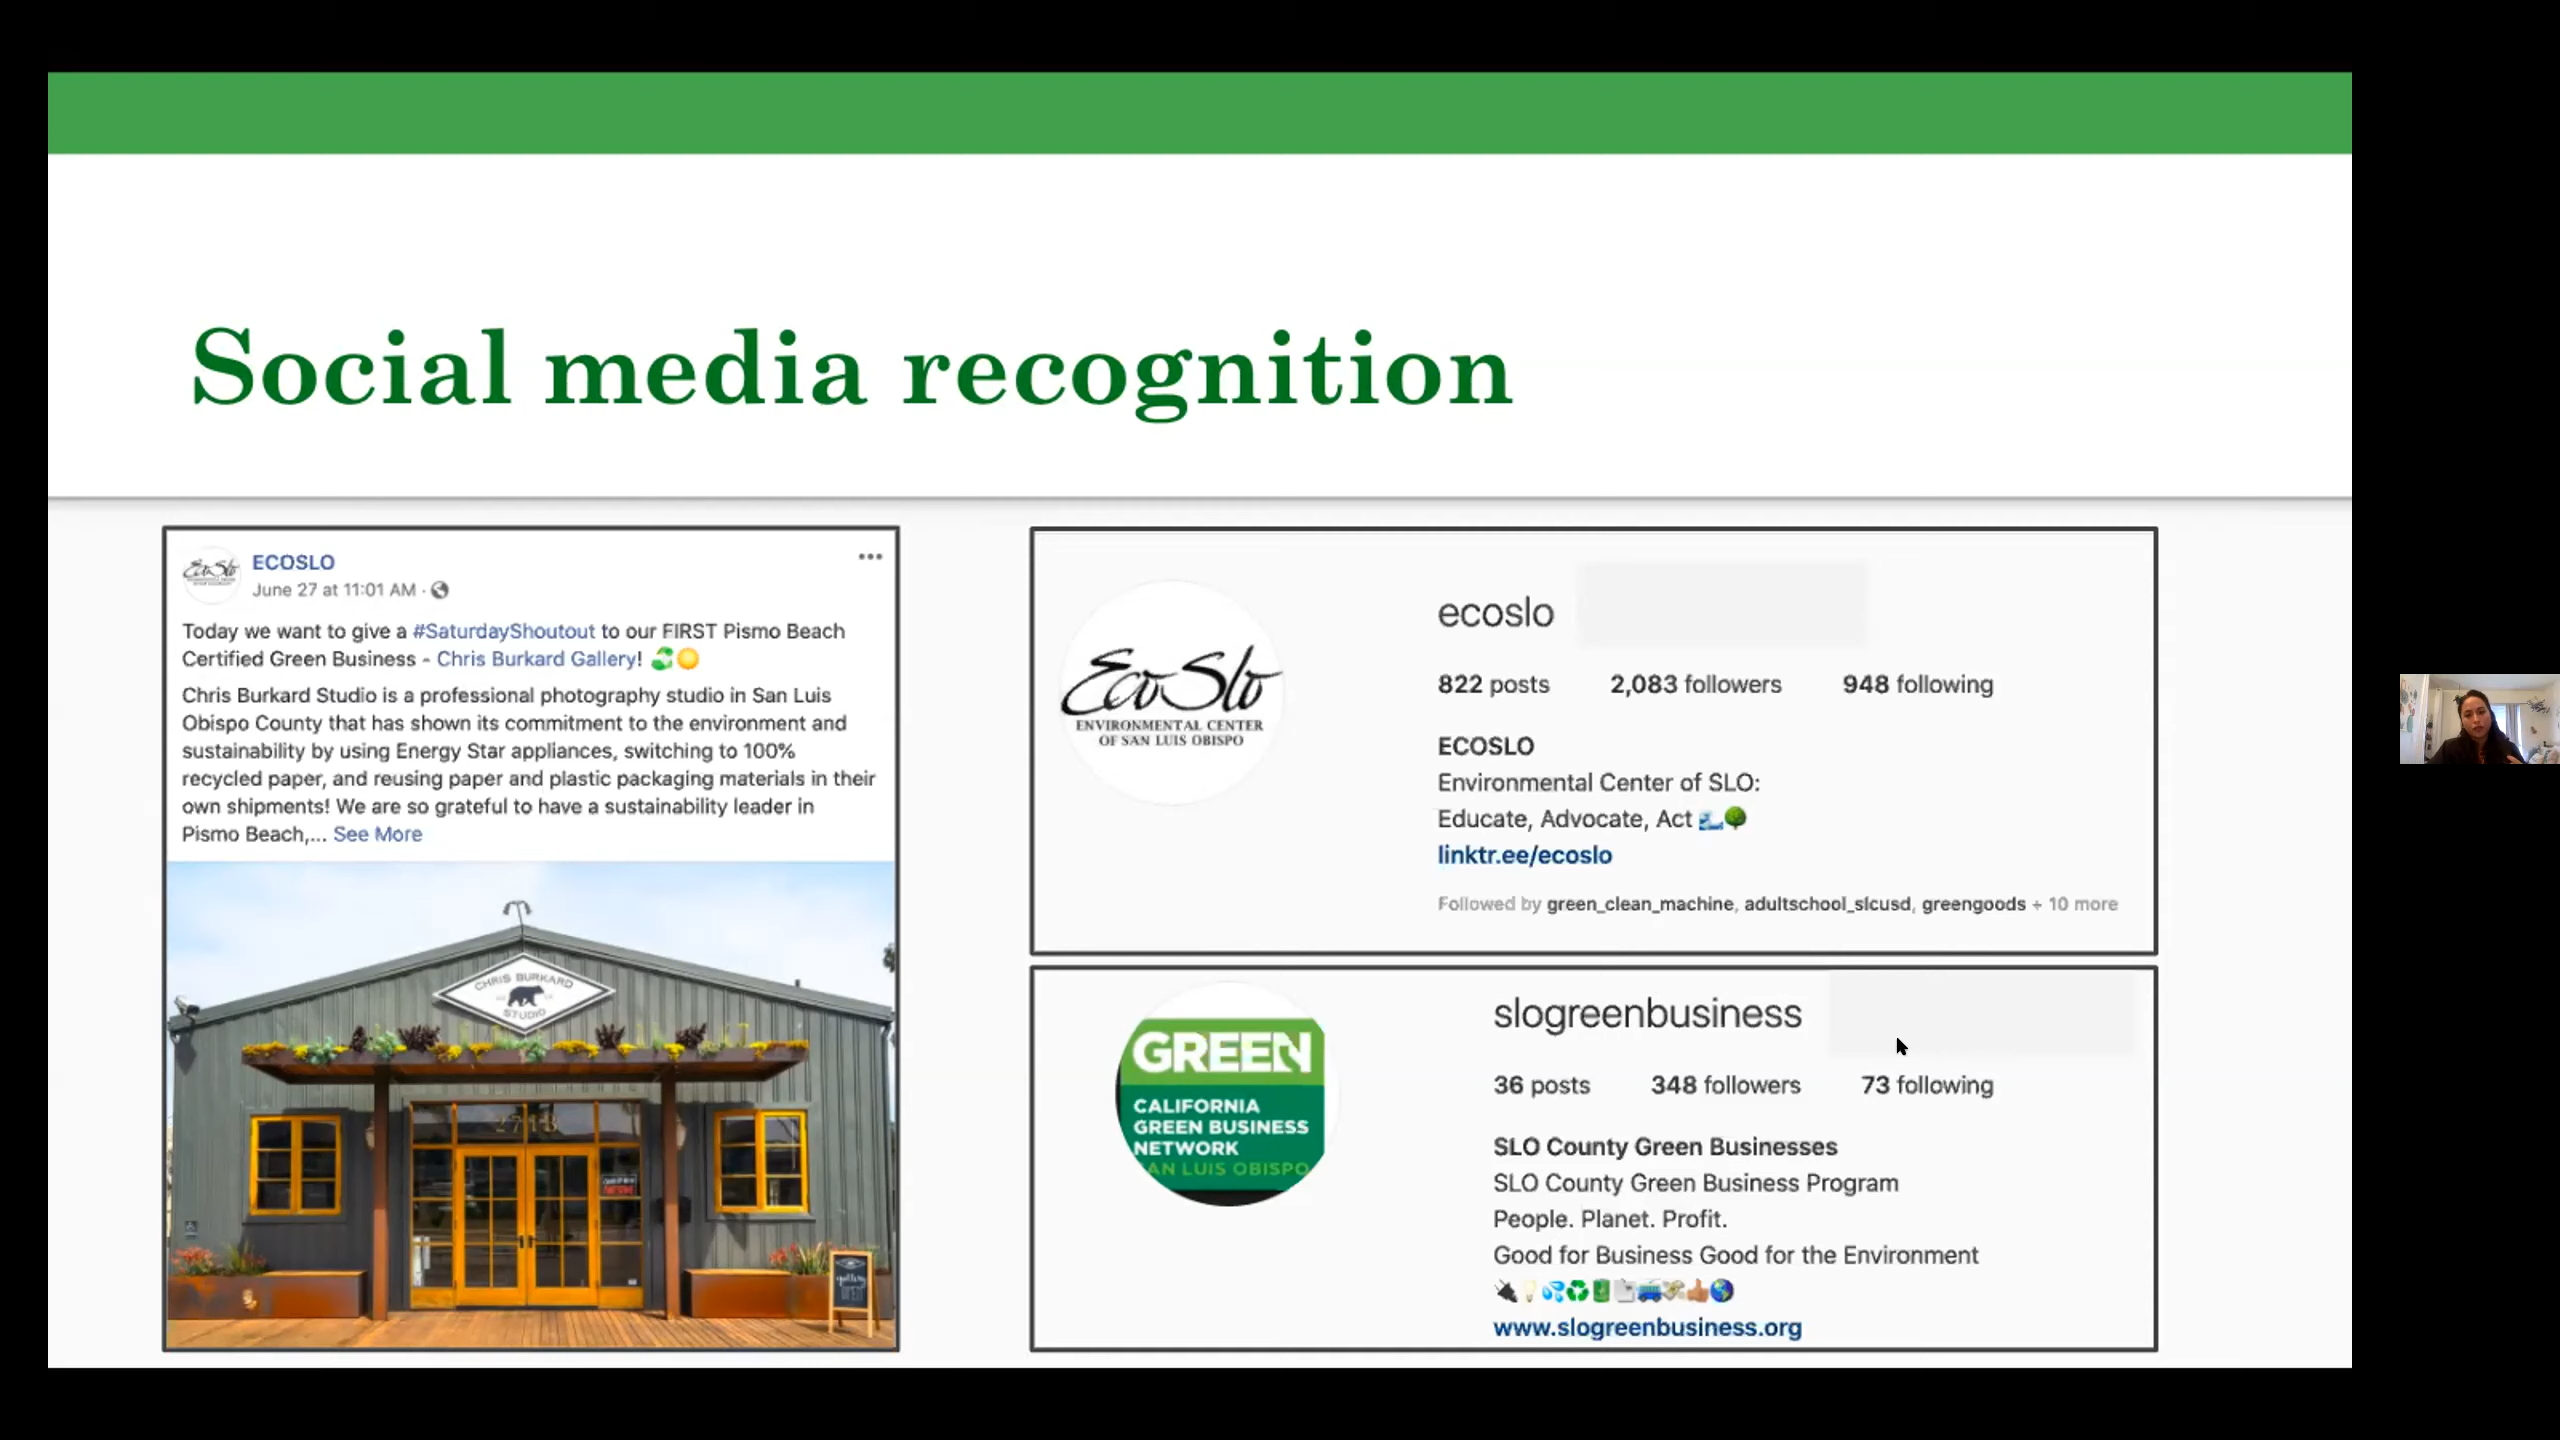 Social media recognition
ECOSLO
June 27 at 11:01 AM ·
Today we want to give a #SaturdayShoutout to our FIRST Pismo Beach
Certified Green Business - Chris Burkard Gallery! ♻️☀️
Chris Burkard Studio is a professional photography studio in San Luis
Obispo County that has shown its commitment to the environment and
sustainability by using Energy Star appliances, switching to 100%
recycled paper, and reusing paper and plastic packaging materials in their
own shipments! We are so grateful to have a sustainability leader in
Pismo Beach,... See More
CHRIS BURKARD
STUDIO
2713
gallery
OPEN
EcoSlo
ENVIRONMENTAL CENTER
OF SAN LUIS OBISPO
ecoslo
822 posts 2,083 followers 948 following
ECOSLO
Environmental Center of SLO:
Educate, Advocate, Act 🌊🌳
linktr.ee/ecoslo
Followed by green_clean_machine, adultschool_slcusd, greengoods + 10 more
GREEN
CALIFORNIA
GREEN BUSINESS
NETWORK
SAN LUIS OBISPO
slogreenbusiness
36 posts 348 followers 73 following
SLO County Green Businesses
SLO County Green Business Program
People. Planet. Profit.
Good for Business Good for the Environment
www.slogreenbusiness.org